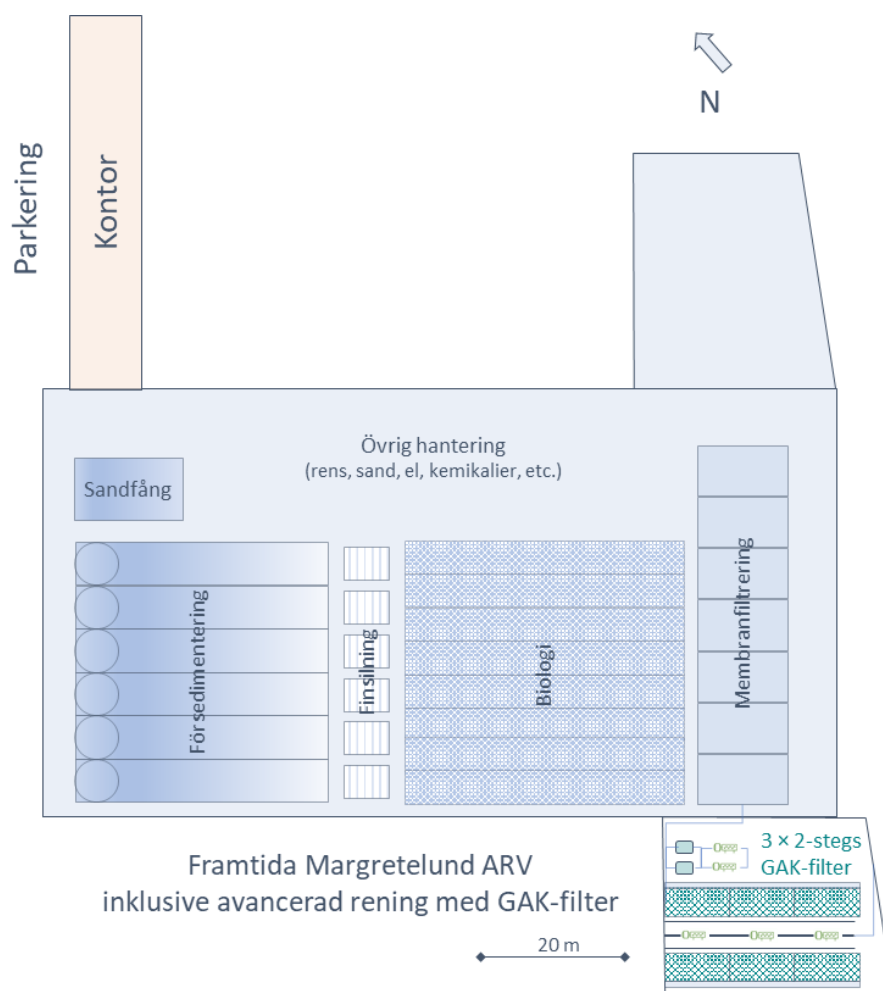 N
Parkering
Kontor
Övrig hantering
(rens, sand, el, kemikalier, etc.)
Sandfång
Försedimentering
Finsilning
Biologi
Membranfiltrering
3 × 2-stegs
GAK-filter
Framtida Margretelund ARV
inklusive avancerad rening med GAK-filter
20 m